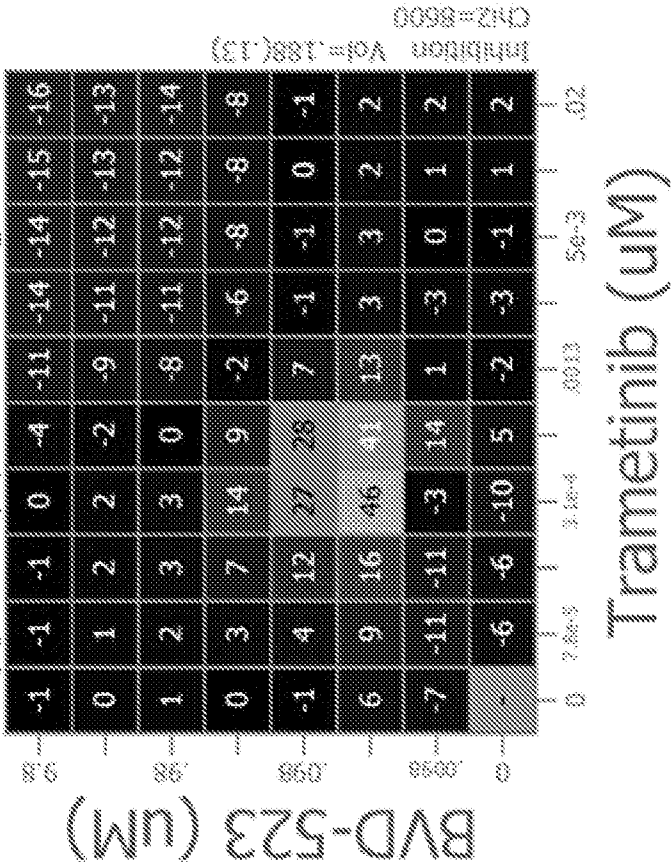 BVD-523 (uM)
9.8 -1 -1 -1 0 -4 -11 -14 -14 -15 -16
0 1 2 2 -2 -9 -11 -12 -13 -13
.98 1 2 3 3 0 -8 -11 -12 -12 -14
0 3 7 14 9 -2 -6 -8 -8 -8
.098 -1 4 12 27 28 7 -1 -1 0 -1
6 9 16 46 41 13 3 3 2 2
.0098 -7 -11 -11 -3 14 1 -3 0 1 2
0 - -6 -6 -10 5 -2 -3 -1 1 2
0 7.8e-5 3.1e-4 .0013 5e-3 .02
Trametinib (uM)
Inhibition Vol=.188(.13)
Chi2=8600